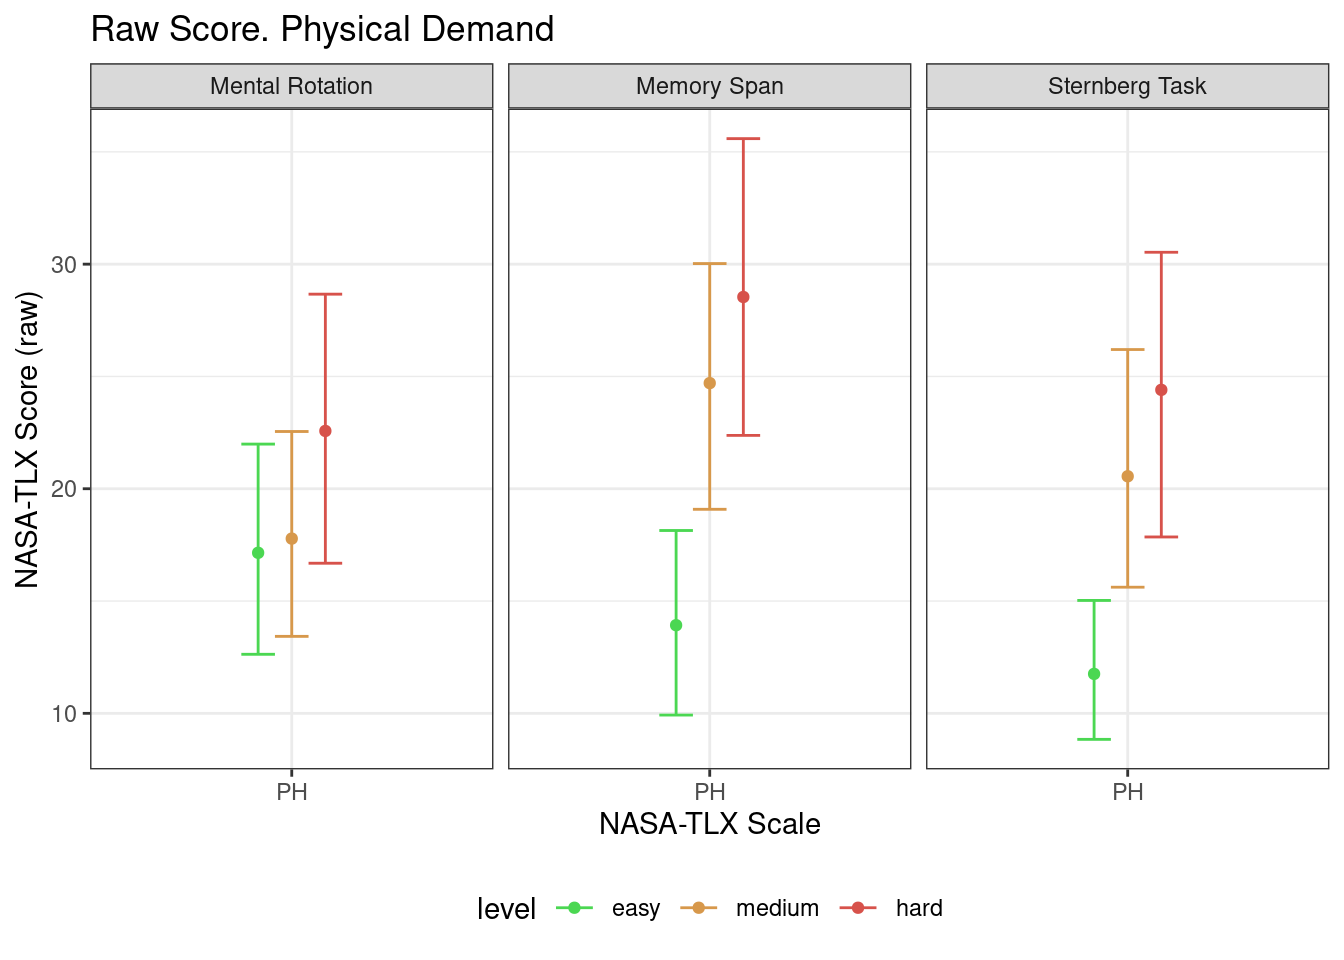 Raw Score. Physical Demand
Mental Rotation
Memory Span
Sternberg Task
NASA-TLX Score (raw)
30
20
10
PH
PH
PH
NASA-TLX Scale
level easy medium hard